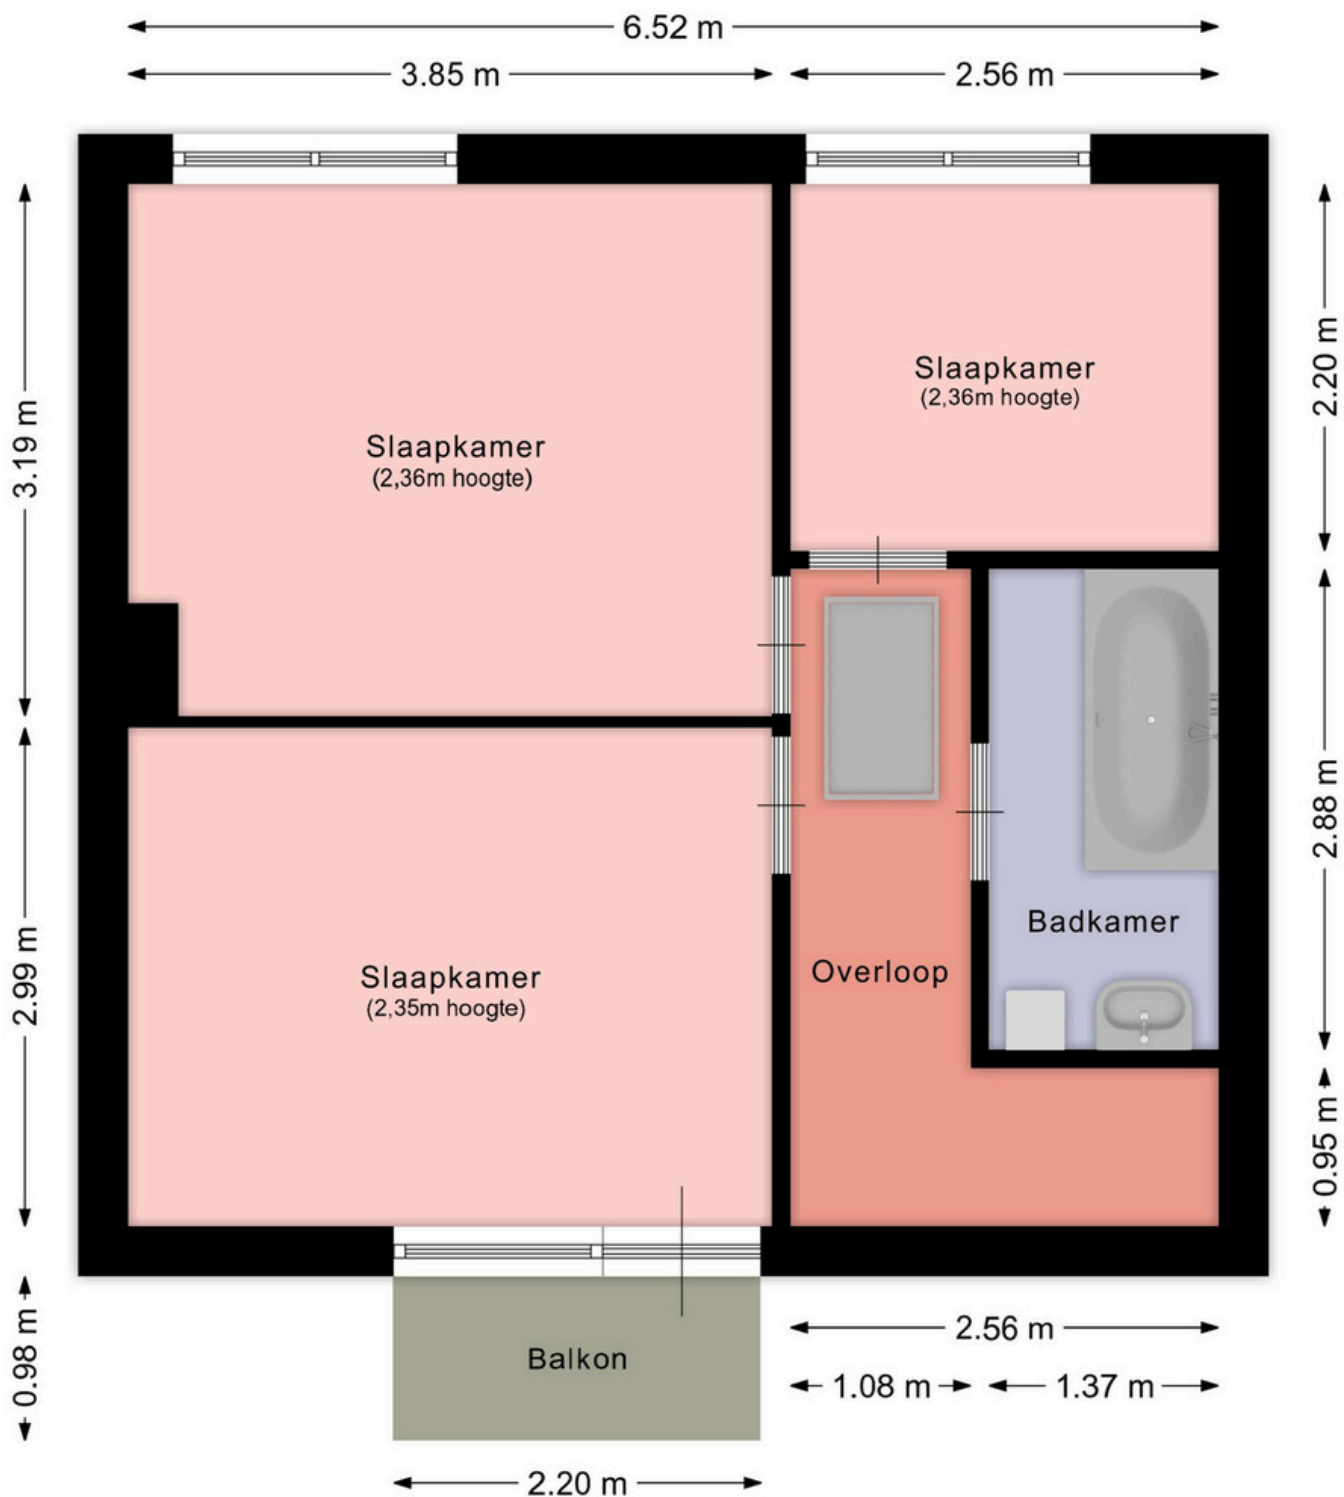 6.52 m
3.85 m
2.56 m
3.19 m
2.20 m
Slaapkamer
(2,36m hoogte)
Slaapkamer
(2,36m hoogte)
2.99 m
2.88 m
Slaapkamer
(2,35m hoogte)
Overloop
Badkamer
0.95 m
0.98 m
Balkon
2.56 m
1.08 m
1.37 m
2.20 m